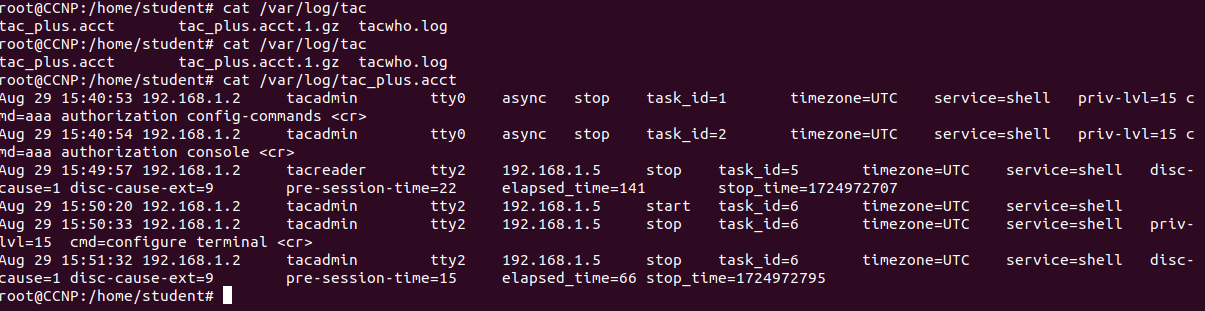 root@CCNP:/home/student# cat /var/log/tac
tac_plus.acct       tac_plus.acct.1.gz  tacwho.log
root@CCNP:/home/student# cat /var/log/tac
tac_plus.acct       tac_plus.acct.1.gz  tacwho.log
root@CCNP:/home/student# cat /var/log/tac_plus.acct
Aug 29 15:40:53 192.168.1.2     tacadmin        tty0    async   stop    task_id=1       timezone=UTC    service=shell   priv-lvl=15 c
md=aaa authorization config-commands <cr>
Aug 29 15:40:54 192.168.1.2     tacadmin        tty0    async   stop    task_id=2       timezone=UTC    service=shell   priv-lvl=15 c
md=aaa authorization console <cr>
Aug 29 15:49:57 192.168.1.2     tacreader       tty2    192.168.1.5     stop    task_id=5       timezone=UTC    service=shell   disc-
cause=1 disc-cause-ext=9        pre-session-time=22     elapsed_time=141        stop_time=1724972707
Aug 29 15:50:20 192.168.1.2     tacadmin        tty2    192.168.1.5     start   task_id=6       timezone=UTC    service=shell
Aug 29 15:50:33 192.168.1.2     tacadmin        tty2    192.168.1.5     stop    task_id=6       timezone=UTC    service=shell   priv-
lvl=15  cmd=configure terminal <cr>
Aug 29 15:51:32 192.168.1.2     tacadmin        tty2    192.168.1.5     stop    task_id=6       timezone=UTC    service=shell   disc-
cause=1 disc-cause-ext=9        pre-session-time=15     elapsed_time=66 stop_time=1724972795
root@CCNP:/home/student#